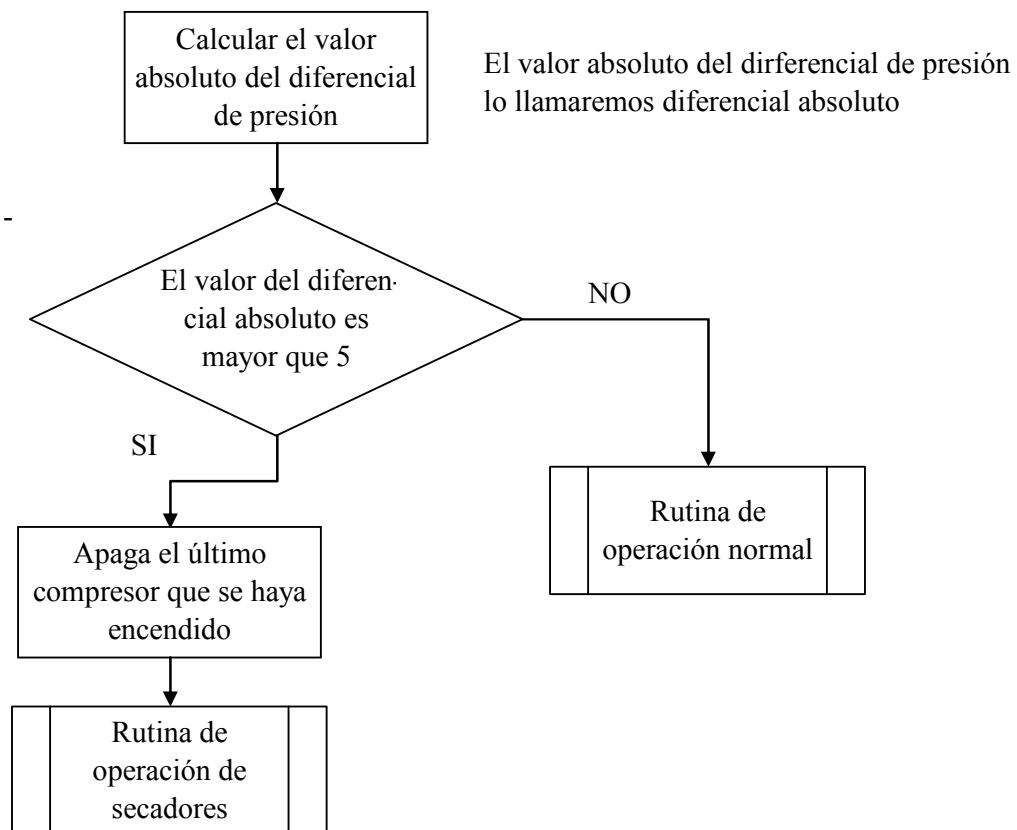 Calcular el valor
absoluto del diferencial
de presión
El valor absoluto del dirferencial de presión
lo llamaremos diferencial absoluto
-
El valor del diferen-
cial absoluto es
mayor que 5
NO
SI
Rutina de
operación normal
Apaga el último
compresor que se haya
encendido
Rutina de
operación de
secadores